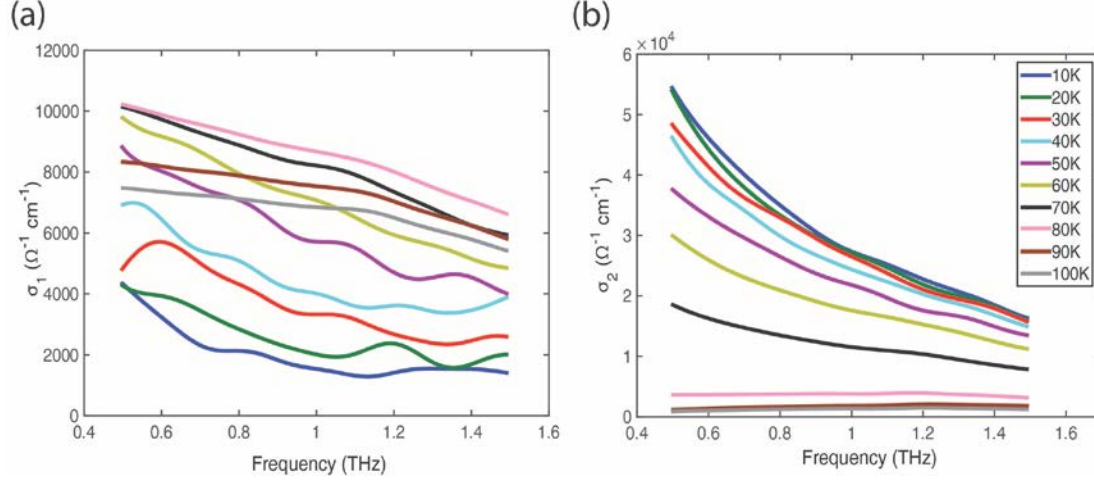 (a)
12000
10000
8000
6000
4000
2000
0
σ₁ (Ω⁻¹ cm⁻¹)
0.4 0.6 0.8 1 1.2 1.4 1.6
Frequency (THz)
(b)
× 10⁴
6
5
4
3
2
1
0
σ₂ (Ω⁻¹ cm⁻¹)
0.4 0.6 0.8 1 1.2 1.4 1.6
Frequency (THz)
10K
20K
30K
40K
50K
60K
70K
80K
90K
100K